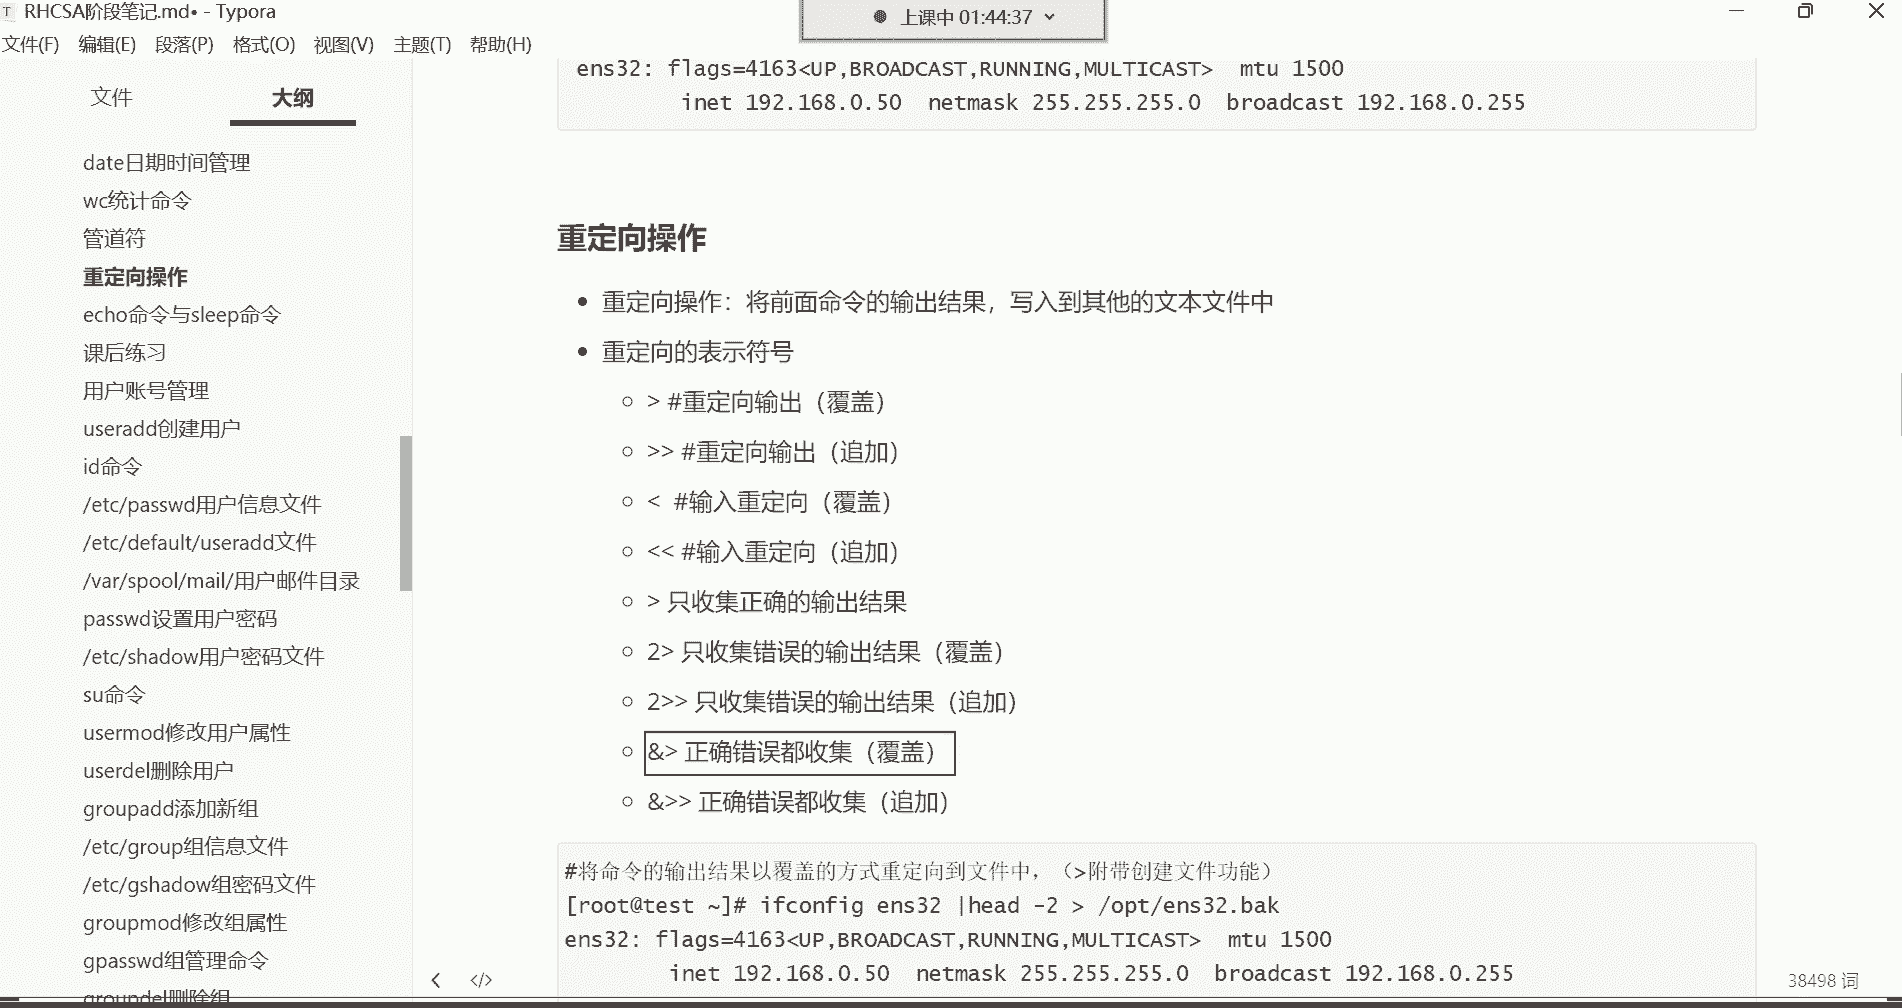 RHCSA阶段笔记.md• - Typora
上课中 01:44:37
文件(F) 编辑(E) 段落(P) 格式(O) 视图(V) 主题(T) 帮助(H)
文件 大纲
date日期时间管理
wc统计命令
管道符
重定向操作
echo命令与sleep命令
课后练习
用户账号管理
useradd创建用户
id命令
/etc/passwd用户信息文件
/etc/default/useradd文件
/var/spool/mail/用户邮件目录
passwd设置用户密码
/etc/shadow用户密码文件
su命令
usermod修改用户属性
userdel删除用户
groupadd添加新组
/etc/group组信息文件
/etc/gshadow组密码文件
groupmod修改组属性
gpasswd组管理命令
groupdel删除组
ens32: flags=4163<UP,BROADCAST,RUNNING,MULTICAST>  mtu 1500
inet 192.168.0.50  netmask 255.255.255.0  broadcast 192.168.0.255
重定向操作
重定向操作：将前面命令的输出结果，写入到其他的文本文件中
重定向的表示符号
> #重定向输出（覆盖）
>> #重定向输出（追加）
<  #输入重定向（覆盖）
<< #输入重定向（追加）
> 只收集正确的输出结果
2> 只收集错误的输出结果（覆盖）
2>> 只收集错误的输出结果（追加）
&> 正确错误都收集（覆盖）
&>> 正确错误都收集（追加）
#将命令的输出结果以覆盖的方式重定向到文件中，（>附带创建文件功能）
[root@test ~]# ifconfig ens32 |head -2 > /opt/ens32.bak
ens32: flags=4163<UP,BROADCAST,RUNNING,MULTICAST>  mtu 1500
inet 192.168.0.50  netmask 255.255.255.0  broadcast 192.168.0.255
38498 词